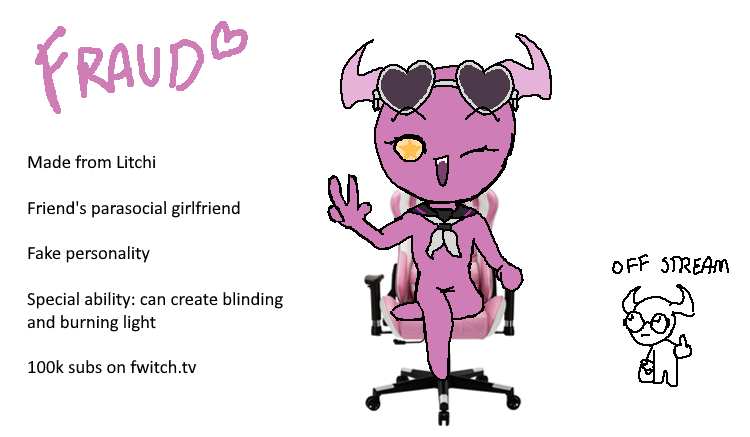 FRAUD
Made from Litchi
Friend's parasocial girlfriend
Fake personality
Special ability: can create blinding
and burning light
100k subs on fwitch.tv
OFF STREAM